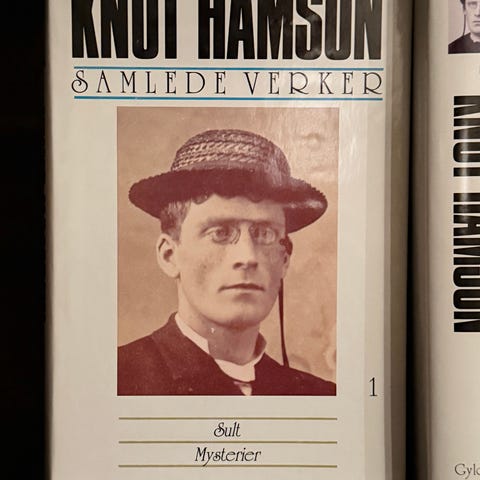 KNUT HAMSUN
SAMLEDE VERKER
1
Sult
Mysterier
KNUT HAMSUN